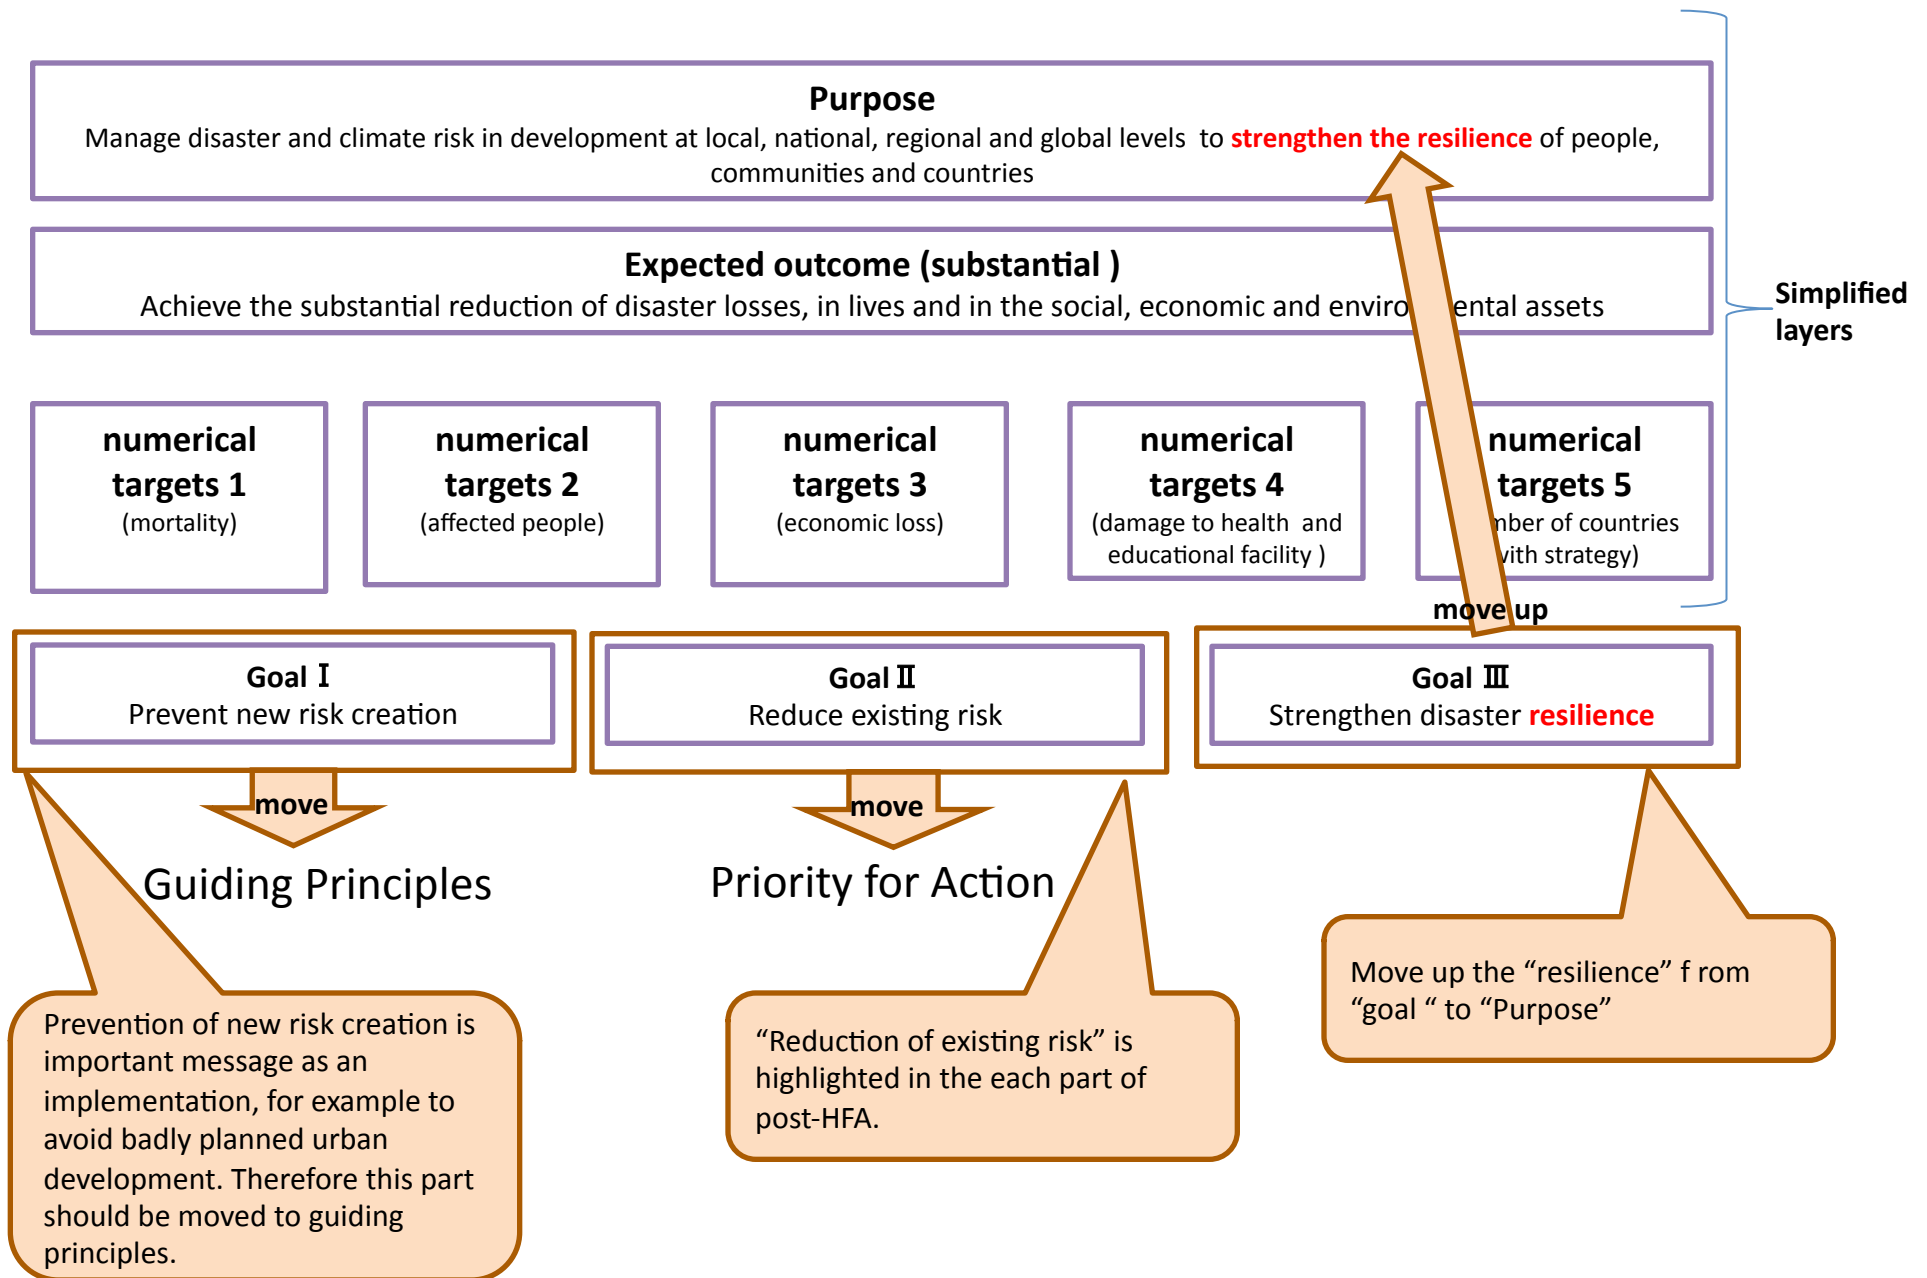 Purpose
Manage disaster and climate risk in development at local, national, regional and global levels to strengthen the resilience of people,
communities and countries
Expected outcome (substantial )
Achieve the substantial reduction of disaster losses, in lives and in the social, economic and environmental assets
Simplified
layers
numerical
targets 1
(mortality)
numerical
targets 2
(affected people)
numerical
targets 3
(economic loss)
numerical
targets 4
(damage to health and
educational facility )
numerical
targets 5
mber of countries
with strategy)
move up
Goal Ⅰ
Prevent new risk creation
Goal Ⅱ
Reduce existing risk
Goal Ⅲ
Strengthen disaster resilience
move
move
Guiding Principles
Priority for Action
Prevention of new risk creation is
important message as an
implementation, for example to
avoid badly planned urban
development. Therefore this part
should be moved to guiding
principles.
“Reduction of existing risk” is
highlighted in the each part of
post-HFA.
Move up the “resilience” f rom
“goal “ to “Purpose”